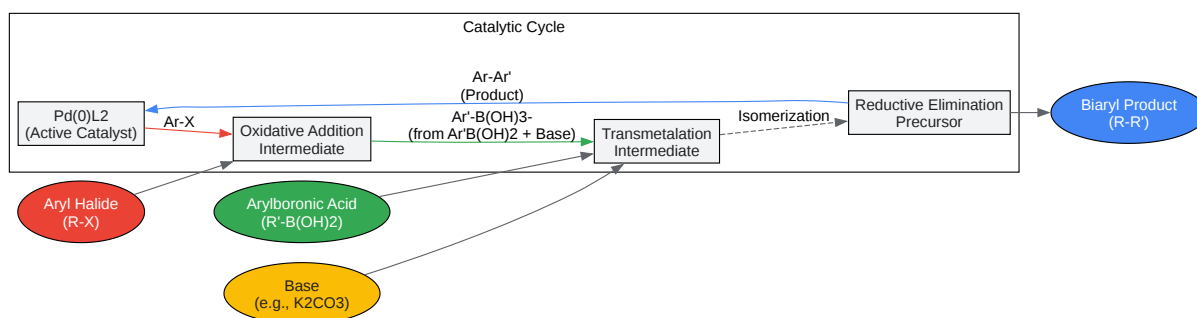 Catalytic Cycle
Ar-Ar'
(Product)
Pd(0)L2
(Active Catalyst)
Ar-X
Oxidative Addition
Intermediate
Ar'-B(OH)3-
(from Ar'B(OH)2 + Base)
Transmetalation
Intermediate
Isomerization
Reductive Elimination
Precursor
Biaryl Product
(R-R')
Aryl Halide
(R-X)
Arylboronic Acid
(R'-B(OH)2)
Base
(e.g., K2CO3)